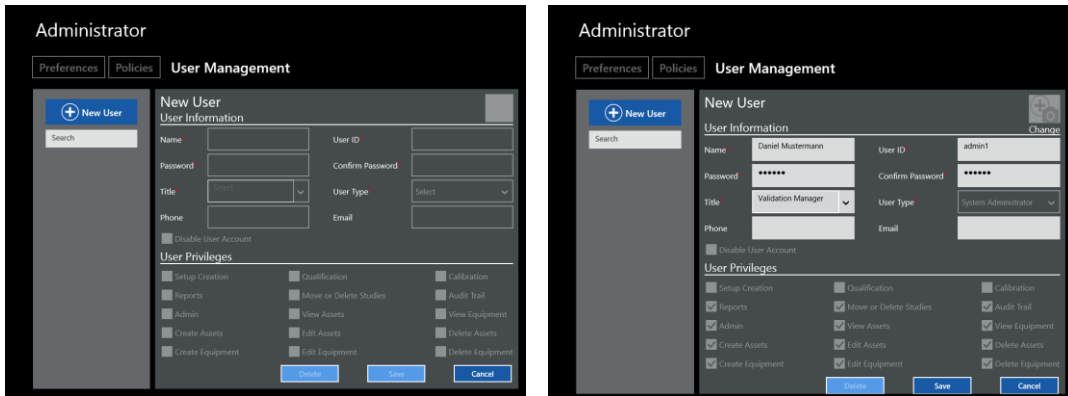 Administrator
Preferences Policies User Management
New User
Search
New User
User Information
Name User ID
Password Confirm Password
Title Select User Type Select
Phone Email
Disable User Account
User Privileges
Setup Creation Qualification Calibration
Reports Move or Delete Studies Audit Trail
Admin View Assets View Equipment
Create Assets Edit Assets Delete Assets
Create Equipment Edit Equipment Delete Equipment
Delete Save Cancel
Administrator
Preferences Policies User Management
New User
Search
New User
User Information Change
Name* Daniel Mustermann User ID* admin1
Password* •••••• Confirm Password* ••••••
Title* Validation Manager User Type* System Administrator
Phone Email
Disable User Account
User Privileges
Setup Creation Qualification Calibration
Reports Move or Delete Studies Audit Trail
Admin View Assets View Equipment
Create Assets Edit Assets Delete Assets
Create Equipment Edit Equipment Delete Equipment
Delete Save Cancel